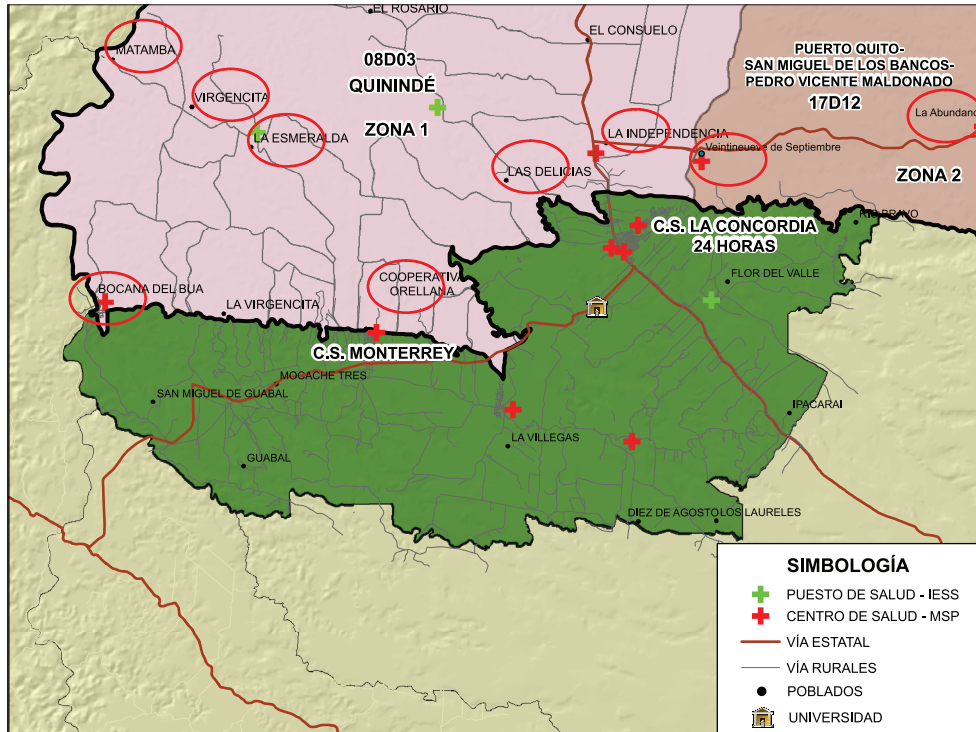 EL ROSARIO
EL CONSUELO
MATAMBA
08D03
QUININDÉ
ZONA 1
PUERTO QUITO-
SAN MIGUEL DE LOS BANCOS-
PEDRO VICENTE MALDONADO
17D12
VIRGENCITA
LA ESMERALDA
La Abundanc
LA INDEPENDENCIA
Veintinueve de Septiembre
LAS DELICIAS
ZONA 2
C.S. LA CONCORDIA
24 HORAS
FLOR DEL VALLE
COOPERATIVA
ORELLANA
BOCANA DEL BUA
LA VIRGENCITA
C.S. MONTERREY
MOCACHE TRES
SAN MIGUEL DE GUABAL
IPACARAI
LA VILLEGAS
GUABAL
DIEZ DE AGOSTO
LOS LAURELES
SIMBOLOGÍA
PUESTO DE SALUD - IESS
CENTRO DE SALUD - MSP
VÍA ESTATAL
VÍA RURALES
POBLADOS
UNIVERSIDAD